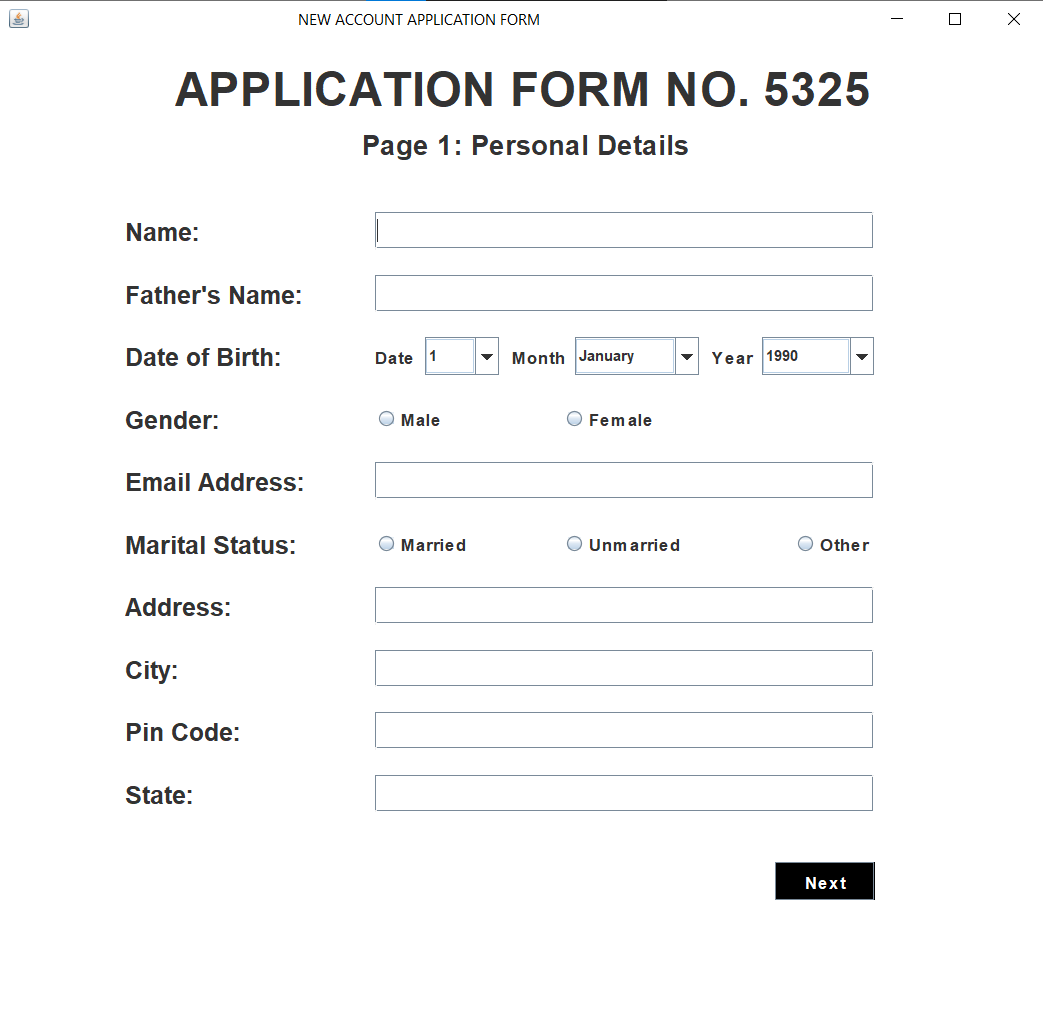 NEW ACCOUNT APPLICATION FORM
APPLICATION FORM NO. 5325
Page 1: Personal Details
Name:
Father's Name:
Date of Birth: Date 1 Month January Year 1990
Gender: Male Female
Email Address:
Marital Status: Married Unmarried Other
Address:
City:
Pin Code:
State:
Next